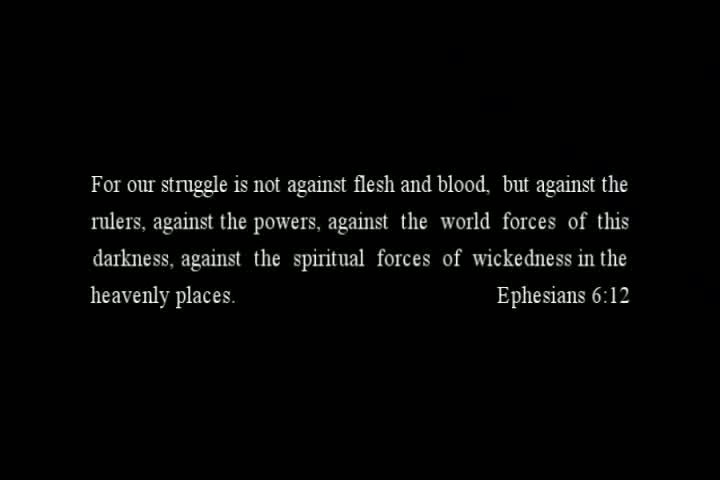 For our struggle is not against flesh and blood, but against the
rulers, against the powers, against the world forces of this
darkness, against the spiritual forces of wickedness in the
heavenly places. Ephesians 6:12